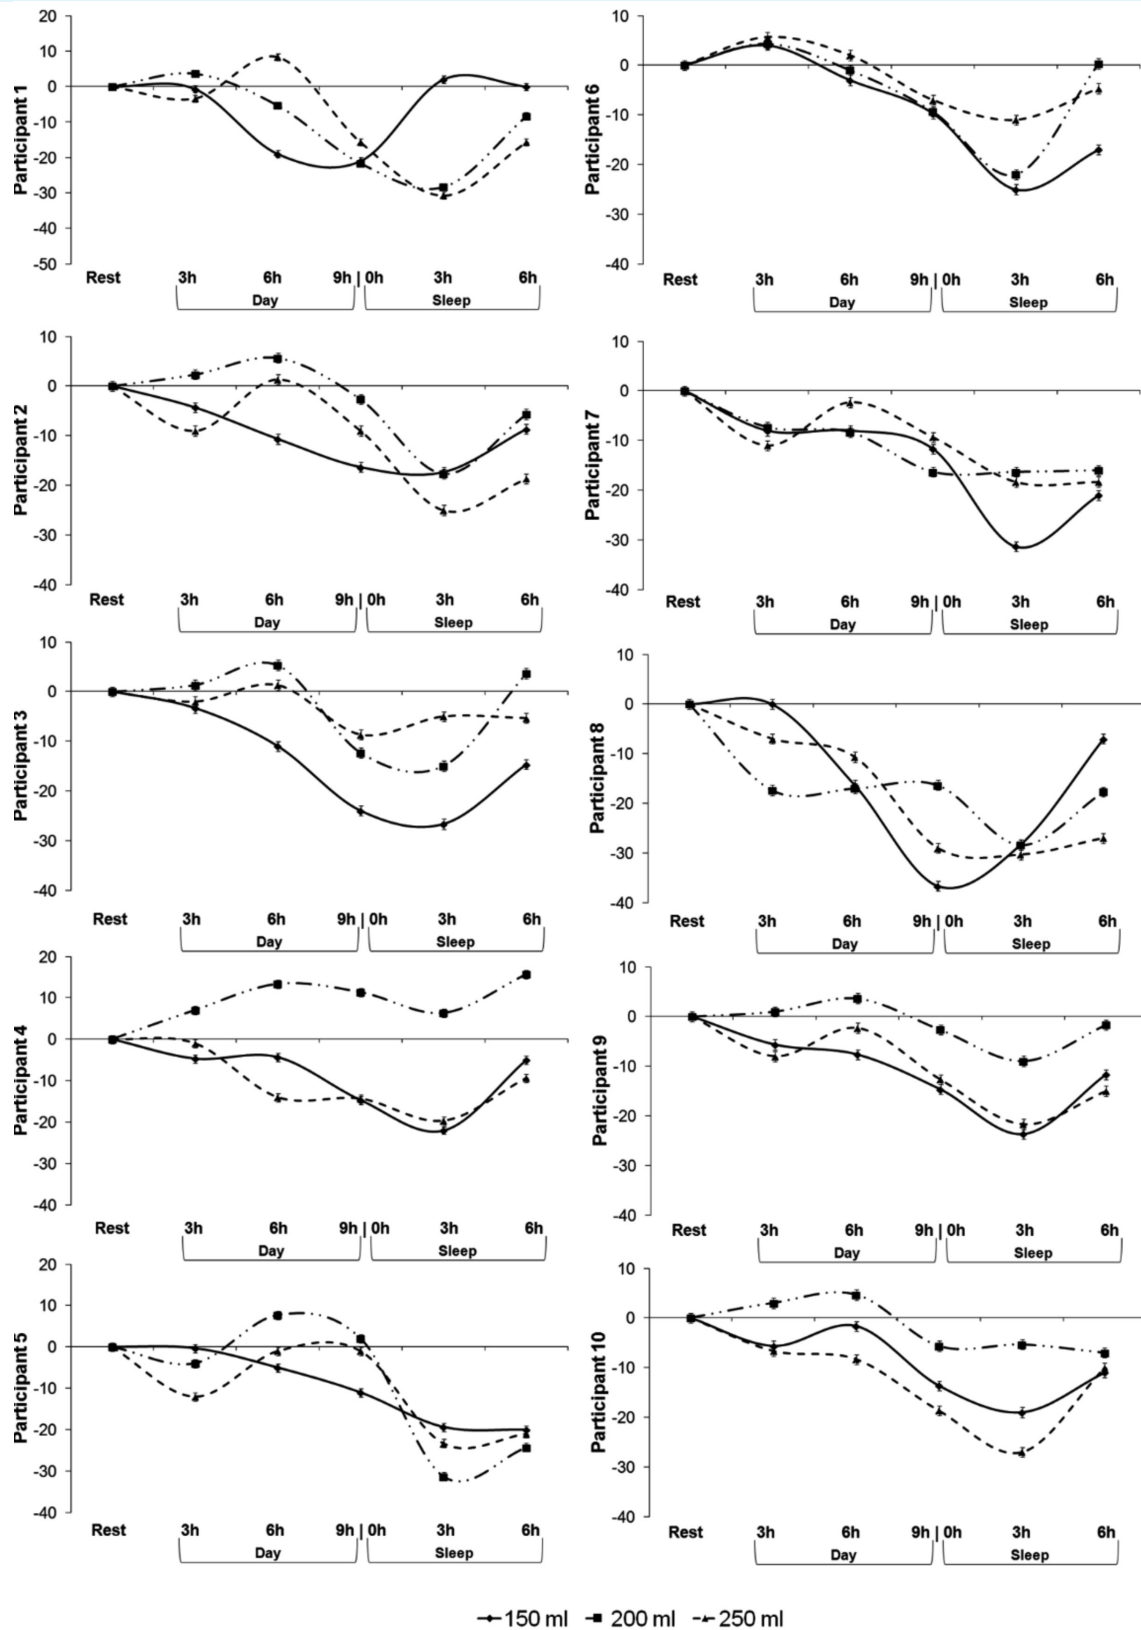 Participant 1
20
10
0
-10
-20
-30
-40
-50
Rest 3h 6h 9h | 0h 3h 6h
Day Sleep
Participant 2
10
0
-10
-20
-30
-40
Rest 3h 6h 9h | 0h 3h 6h
Day Sleep
Participant 3
10
0
-10
-20
-30
-40
Rest 3h 6h 9h | 0h 3h 6h
Day Sleep
Participant 4
20
10
0
-10
-20
-30
-40
Rest 3h 6h 9h | 0h 3h 6h
Day Sleep
Participant 5
20
10
0
-10
-20
-30
-40
Rest 3h 6h 9h | 0h 3h 6h
Day Sleep
Participant 6
10
0
-10
-20
-30
-40
Rest 3h 6h 9h | 0h 3h 6h
Day Sleep
Participant 7
10
0
-10
-20
-30
-40
Rest 3h 6h 9h | 0h 3h 6h
Day Sleep
Participant 8
10
0
-10
-20
-30
-40
Rest 3h 6h 9h | 0h 3h 6h
Day Sleep
Participant 9
10
0
-10
-20
-30
-40
Rest 3h 6h 9h | 0h 3h 6h
Day Sleep
Participant 10
10
0
-10
-20
-30
-40
Rest 3h 6h 9h | 0h 3h 6h
Day Sleep
150 ml 200 ml 250 ml